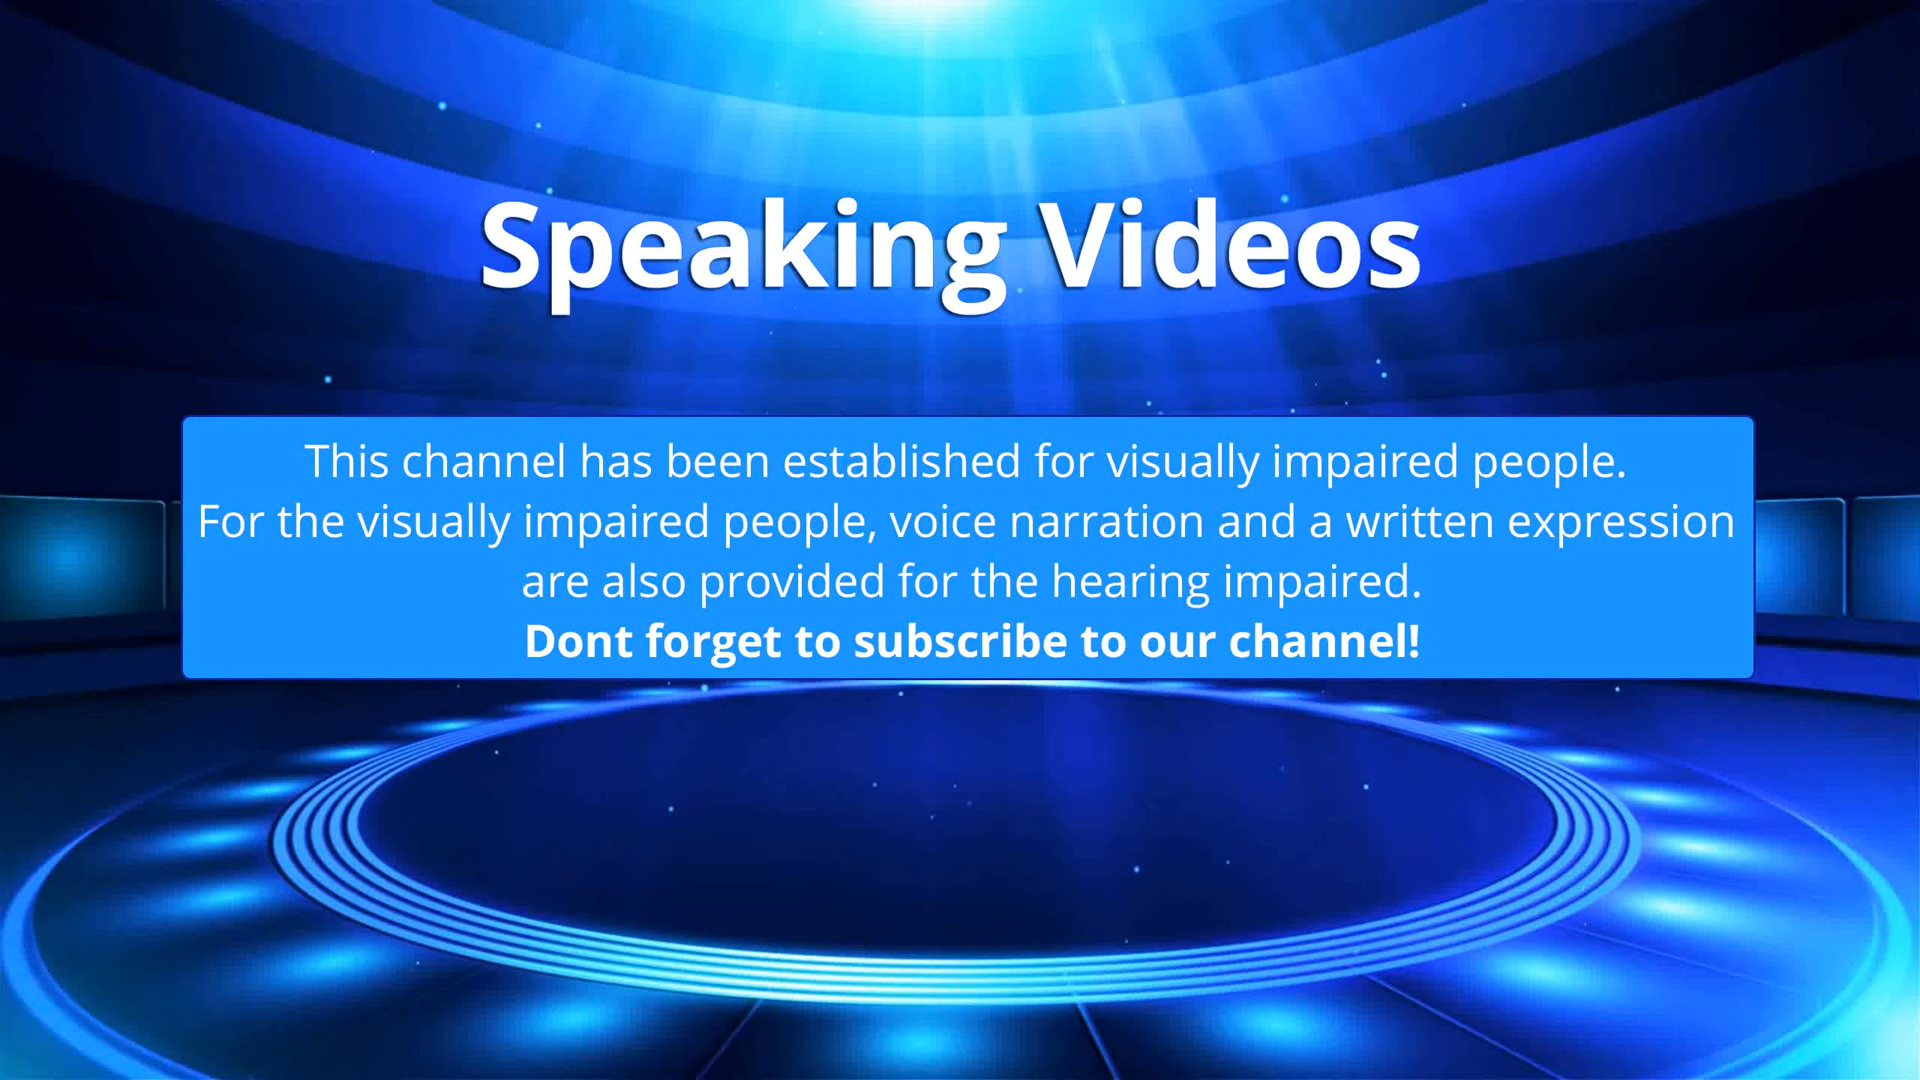 Speaking Videos
This channel has been established for visually impaired people.
For the visually impaired people, voice narration and a written expression
are also provided for the hearing impaired.
Dont forget to subscribe to our channel!